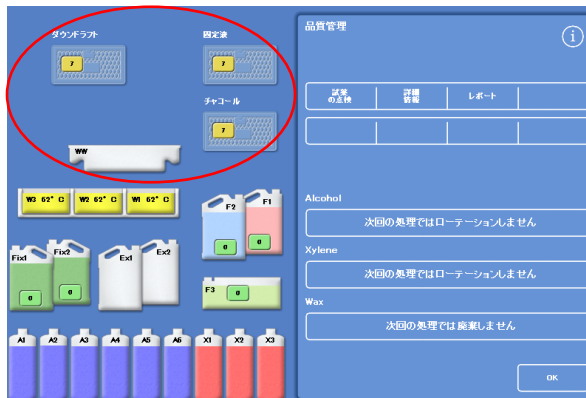 ダウンドラフト
7
固定液
7
チャコール
7
WW
W3 62° C
W2 62° C
W1 62° C
F2
0
F1
0
Fix1
0
Fix2
0
Ex1
Ex2
F3
0
A1
A2
A3
A4
A5
A6
X1
X2
X3
品質管理
i
試薬
の点検
詳細
情報
レポート
Alcohol
次回の処理ではローテーションしません
Xylene
次回の処理ではローテーションしません
Wax
次回の処理では廃棄しません
OK